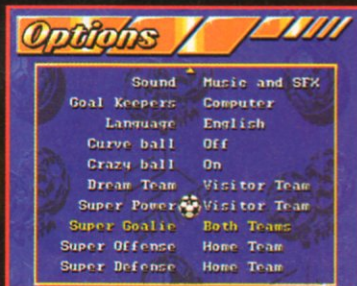 Options
Sound Music and SFX
Goal Keepers Computer
Language English
Curve ball Off
Crazy ball On
Dream Team Visitor Team
Super Power Visitor Team
Super Goalie Both Teams
Super Offense Home Team
Super Defense Home Team